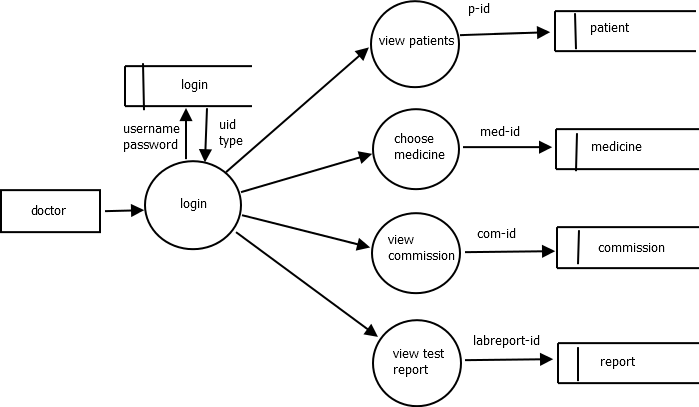 p-id
view patients
patient
login
username
password
uid
type
choose
medicine
med-id
medicine
doctor
login
view
commission
com-id
commission
view test
report
labreport-id
report